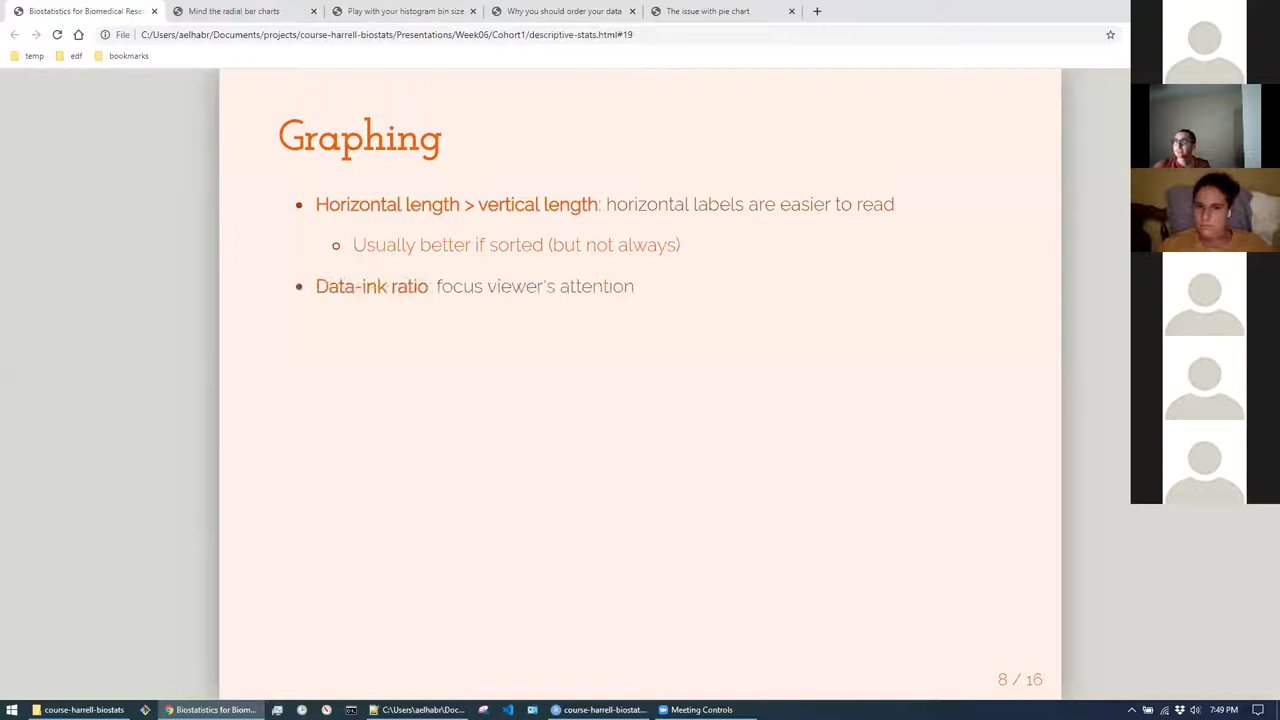 Biostatistics for Biomedical Rese
Mind the radial bar charts
Play with your histogram bin size
Why you should order your data
The issue with pie chart
File
C:/Users/aelhabr/Documents/projects/course-harrell-biostats/Presentations/Week06/Cohort1/descriptive-stats.html#19
temp
edf
bookmarks
Graphing
Horizontal length > vertical length: horizontal labels are easier to read
Usually better if sorted (but not always)
Data-ink ratio: focus viewer's attention
8 / 16
course-harrell-biostats
Biostatistics for Biom...
C:\Users\aelhabr\Doc...
course-harrell-biostat...
Meeting Controls
7:49 PM